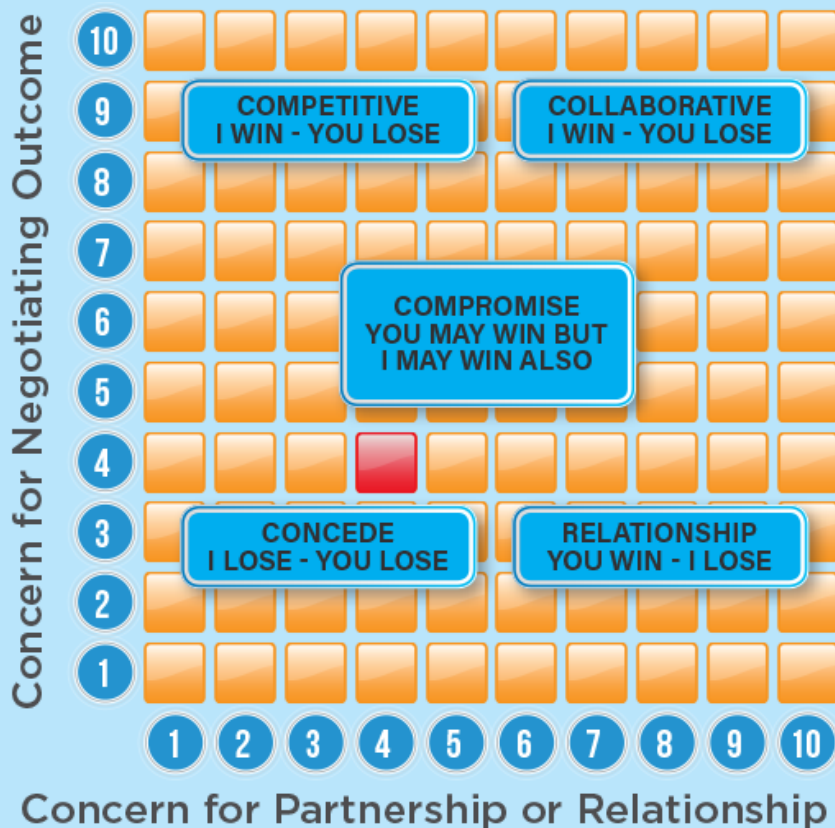 Concern for Negotiating Outcome
10
9
8
7
6
5
4
3
2
1
COMPETITIVE
I WIN - YOU LOSE
COLLABORATIVE
I WIN - YOU LOSE
COMPROMISE
YOU MAY WIN BUT
I MAY WIN ALSO
CONCEDE
I LOSE - YOU LOSE
RELATIONSHIP
YOU WIN - I LOSE
1 2 3 4 5 6 7 8 9 10
Concern for Partnership or Relationship